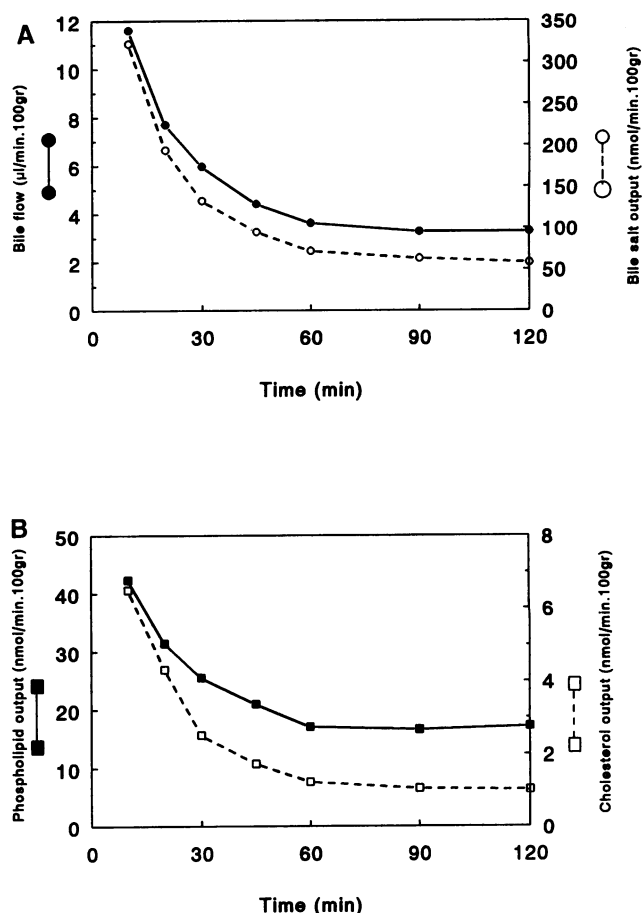 A
Bile flow (µl/min.100gr)
12
10
8
6
4
2
0
350
300
250
200
150
100
50
0
Bile salt output (nmol/min.100gr)
0 30 60 90 120
Time (min)
B
Phospholipid output (nmol/min.100gr)
50
40
30
20
10
0
8
6
4
2
0
Cholesterol output (nmol/min.100gr)
0 30 60 90 120
Time (min)